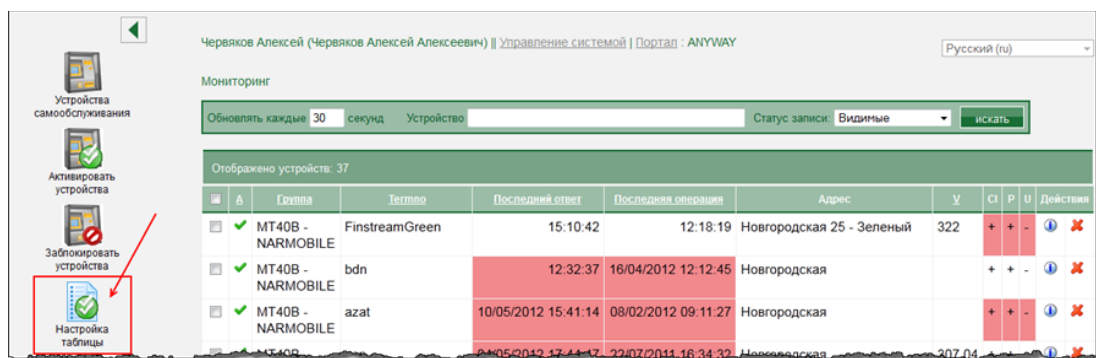 Червяков Алексей (Червяков Алексей Алексеевич) || Управление системой | Портал : ANYWAY
Русский (ru)
Мониторинг
Обновлять каждые 30 секунд Устройство Статус записи: Видимые искать
Отображено устройств: 37
A Группа Termno Последний ответ Последняя операция Адрес V CI P U Действия
MT40B - NARMOBILE FinstreamGreen 15:10:42 12:18:19 Новгородская 25 - Зеленый 322 + + -
MT40B - NARMOBILE bdn 12:32:37 16/04/2012 12:12:45 Новгородская + + -
MT40B - NARMOBILE azat 10/05/2012 15:41:14 08/02/2012 09:11:27 Новгородская + + -
Устройства
самообслуживания
Активировать
устройства
Заблокировать
устройства
Настройка
таблицы